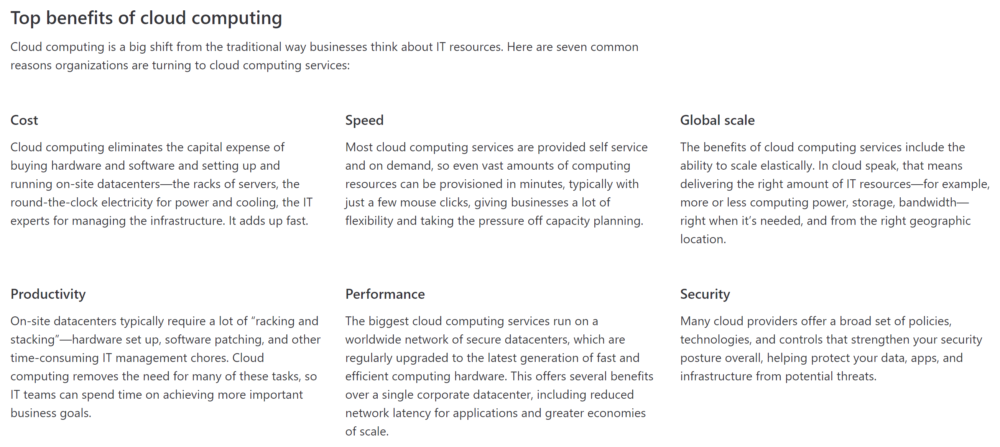 Top benefits of cloud computing
Cloud computing is a big shift from the traditional way businesses think about IT resources. Here are seven common
reasons organizations are turning to cloud computing services:
Cost
Cloud computing eliminates the capital expense of
buying hardware and software and setting up and
running on-site datacenters—the racks of servers, the
round-the-clock electricity for power and cooling, the IT
experts for managing the infrastructure. It adds up fast.
Speed
Most cloud computing services are provided self service
and on demand, so even vast amounts of computing
resources can be provisioned in minutes, typically with
just a few mouse clicks, giving businesses a lot of
flexibility and taking the pressure off capacity planning.
Global scale
The benefits of cloud computing services include the
ability to scale elastically. In cloud speak, that means
delivering the right amount of IT resources—for example,
more or less computing power, storage, bandwidth—
right when it’s needed, and from the right geographic
location.
Productivity
On-site datacenters typically require a lot of “racking and
stacking”—hardware set up, software patching, and other
time-consuming IT management chores. Cloud
computing removes the need for many of these tasks, so
IT teams can spend time on achieving more important
business goals.
Performance
The biggest cloud computing services run on a
worldwide network of secure datacenters, which are
regularly upgraded to the latest generation of fast and
efficient computing hardware. This offers several benefits
over a single corporate datacenter, including reduced
network latency for applications and greater economies
of scale.
Security
Many cloud providers offer a broad set of policies,
technologies, and controls that strengthen your security
posture overall, helping protect your data, apps, and
infrastructure from potential threats.